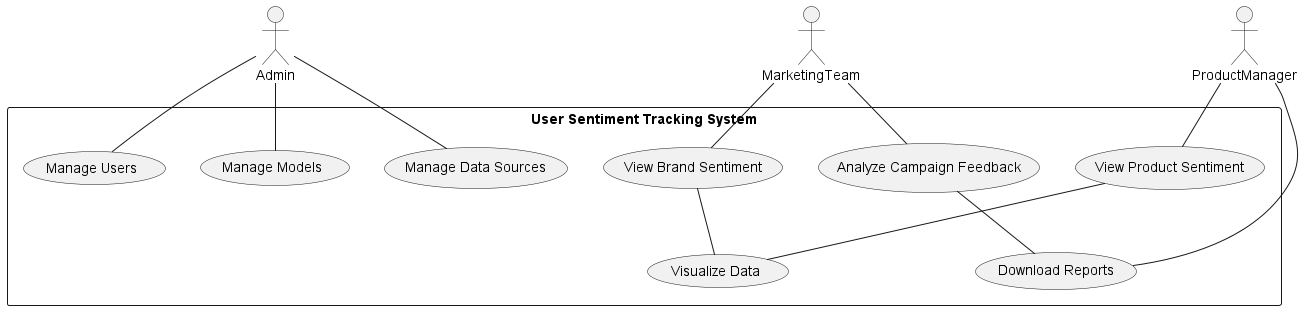 Admin
MarketingTeam
ProductManager
User Sentiment Tracking System
Manage Users
Manage Models
Manage Data Sources
View Brand Sentiment
Analyze Campaign Feedback
View Product Sentiment
Visualize Data
Download Reports